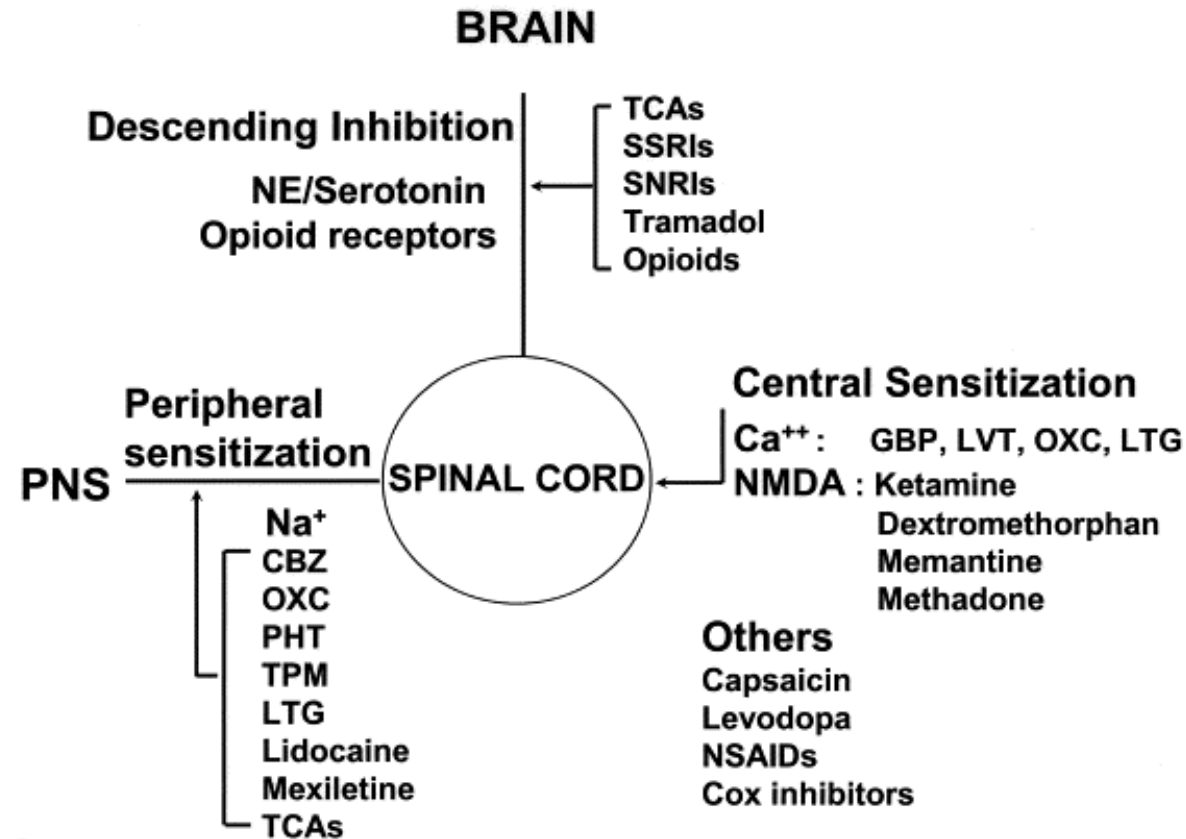 BRAIN
Descending Inhibition
NE/Serotonin
Opioid receptors
TCAs
SSRIs
SNRIs
Tramadol
Opioids
Peripheral
sensitization
PNS
SPINAL CORD
Central Sensitization
Ca⁺⁺ : GBP, LVT, OXC, LTG
NMDA : Ketamine
Dextromethorphan
Memantine
Methadone
Na⁺
CBZ
OXC
PHT
TPM
LTG
Lidocaine
Mexiletine
TCAs
Others
Capsaicin
Levodopa
NSAIDs
Cox inhibitors